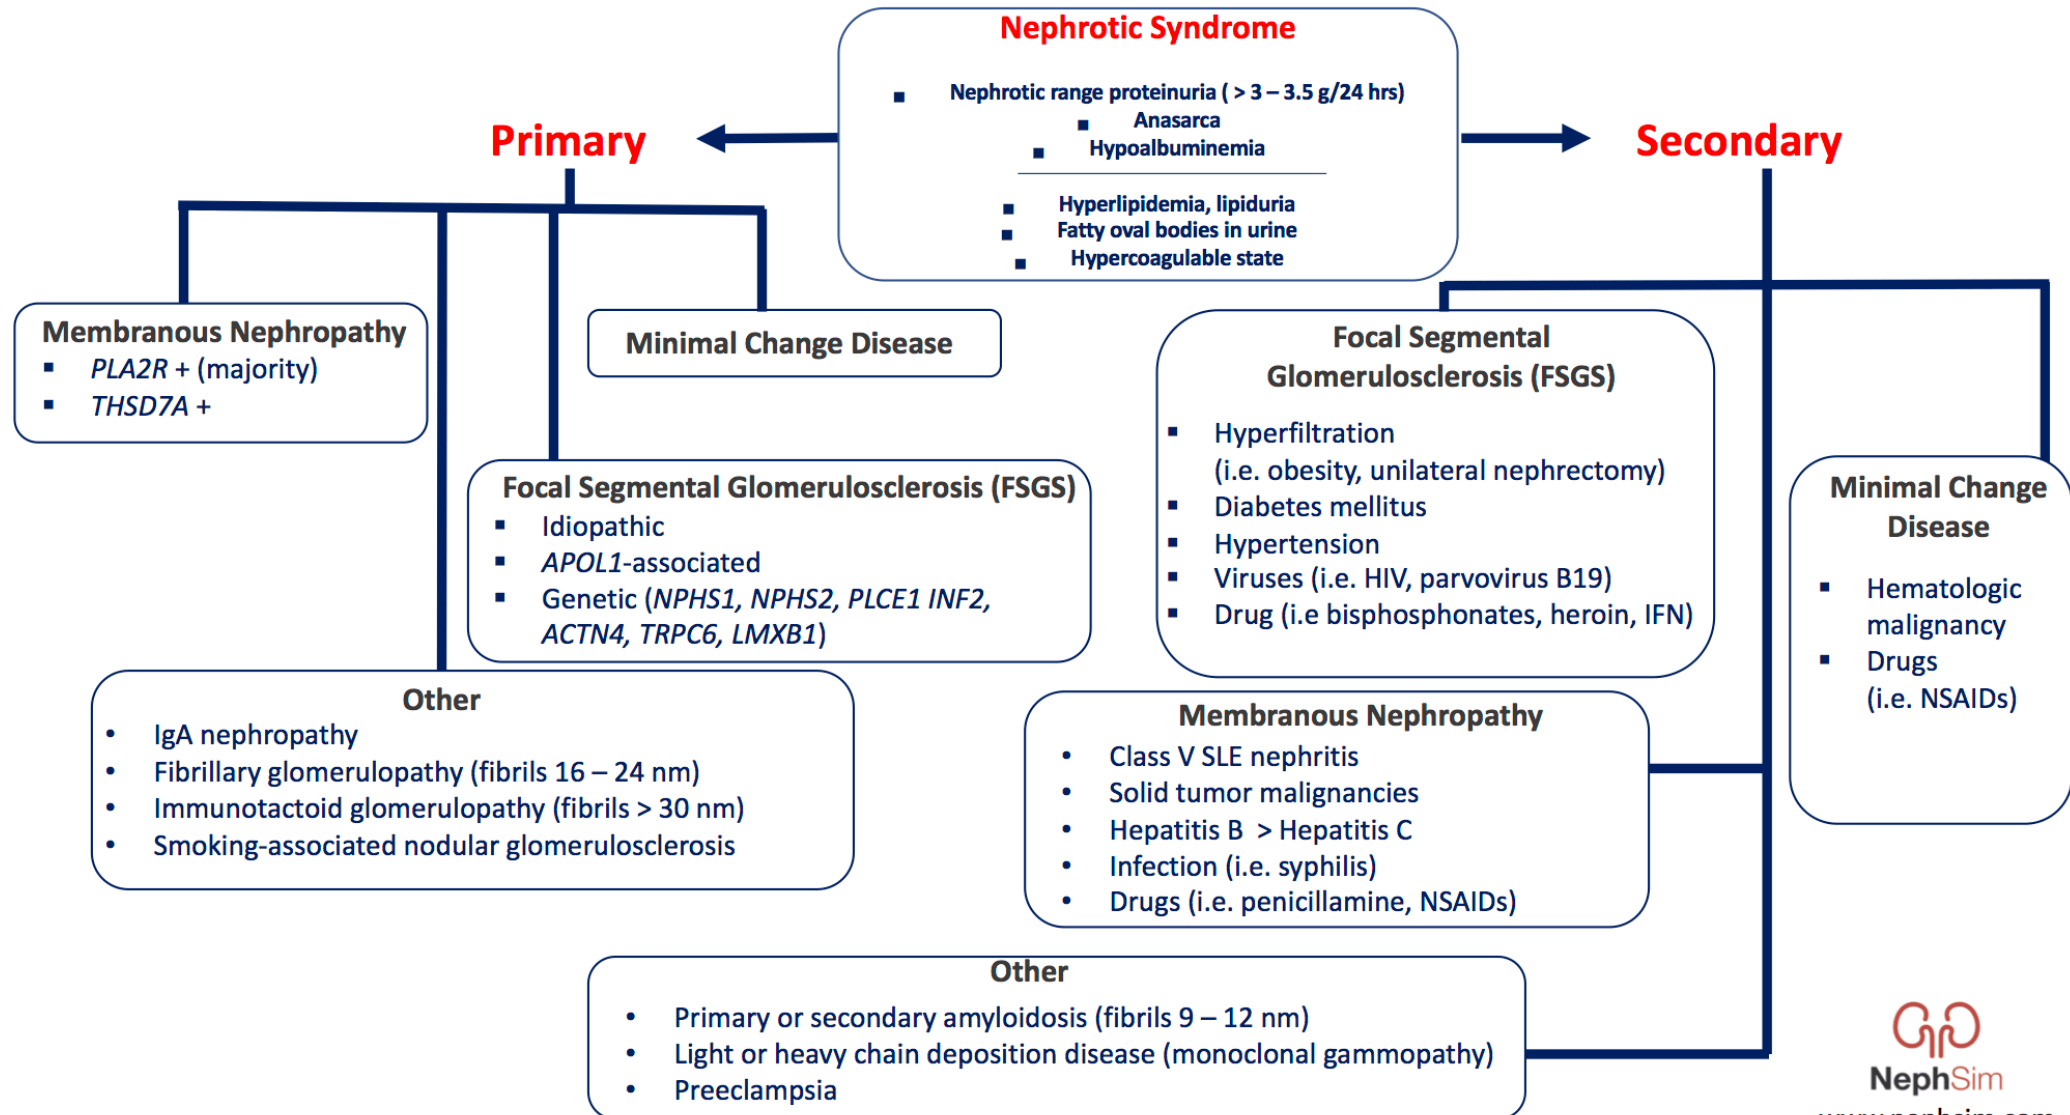 Nephrotic Syndrome
▪ Nephrotic range proteinuria ( > 3 – 3.5 g/24 hrs)
▪ Anasarca
▪ Hypoalbuminemia
▪ Hyperlipidemia, lipiduria
▪ Fatty oval bodies in urine
▪ Hypercoagulable state
Primary
Membranous Nephropathy
▪ PLA2R + (majority)
▪ THSD7A +
Minimal Change Disease
Focal Segmental Glomerulosclerosis (FSGS)
▪ Idiopathic
▪ APOL1-associated
▪ Genetic (NPHS1, NPHS2, PLCE1 INF2,
ACTN4, TRPC6, LMXB1)
Other
• IgA nephropathy
• Fibrillary glomerulopathy (fibrils 16 – 24 nm)
• Immunotactoid glomerulopathy (fibrils > 30 nm)
• Smoking-associated nodular glomerulosclerosis
Secondary
Focal Segmental
Glomerulosclerosis (FSGS)
▪ Hyperfiltration
(i.e. obesity, unilateral nephrectomy)
▪ Diabetes mellitus
▪ Hypertension
▪ Viruses (i.e. HIV, parvovirus B19)
▪ Drug (i.e bisphosphonates, heroin, IFN)
Minimal Change
Disease
▪ Hematologic
malignancy
▪ Drugs
(i.e. NSAIDs)
Membranous Nephropathy
• Class V SLE nephritis
• Solid tumor malignancies
• Hepatitis B > Hepatitis C
• Infection (i.e. syphilis)
• Drugs (i.e. penicillamine, NSAIDs)
Other
• Primary or secondary amyloidosis (fibrils 9 – 12 nm)
• Light or heavy chain deposition disease (monoclonal gammopathy)
• Preeclampsia
NephSim
www.nephsim.com